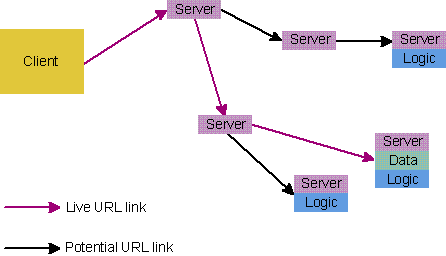 Server
Client
Server
Server
Logic
Server
Server
Data
Logic
Server
Logic
Live URL link
Potential URL link